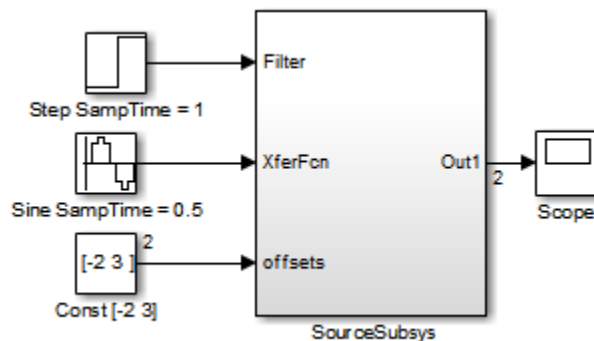 Filter
Step SampTime = 1
XferFcn
Out1
2
Sine SampTime = 0.5
Scope
2
[-2 3 ]
offsets
Const [-2 3]
SourceSubsys